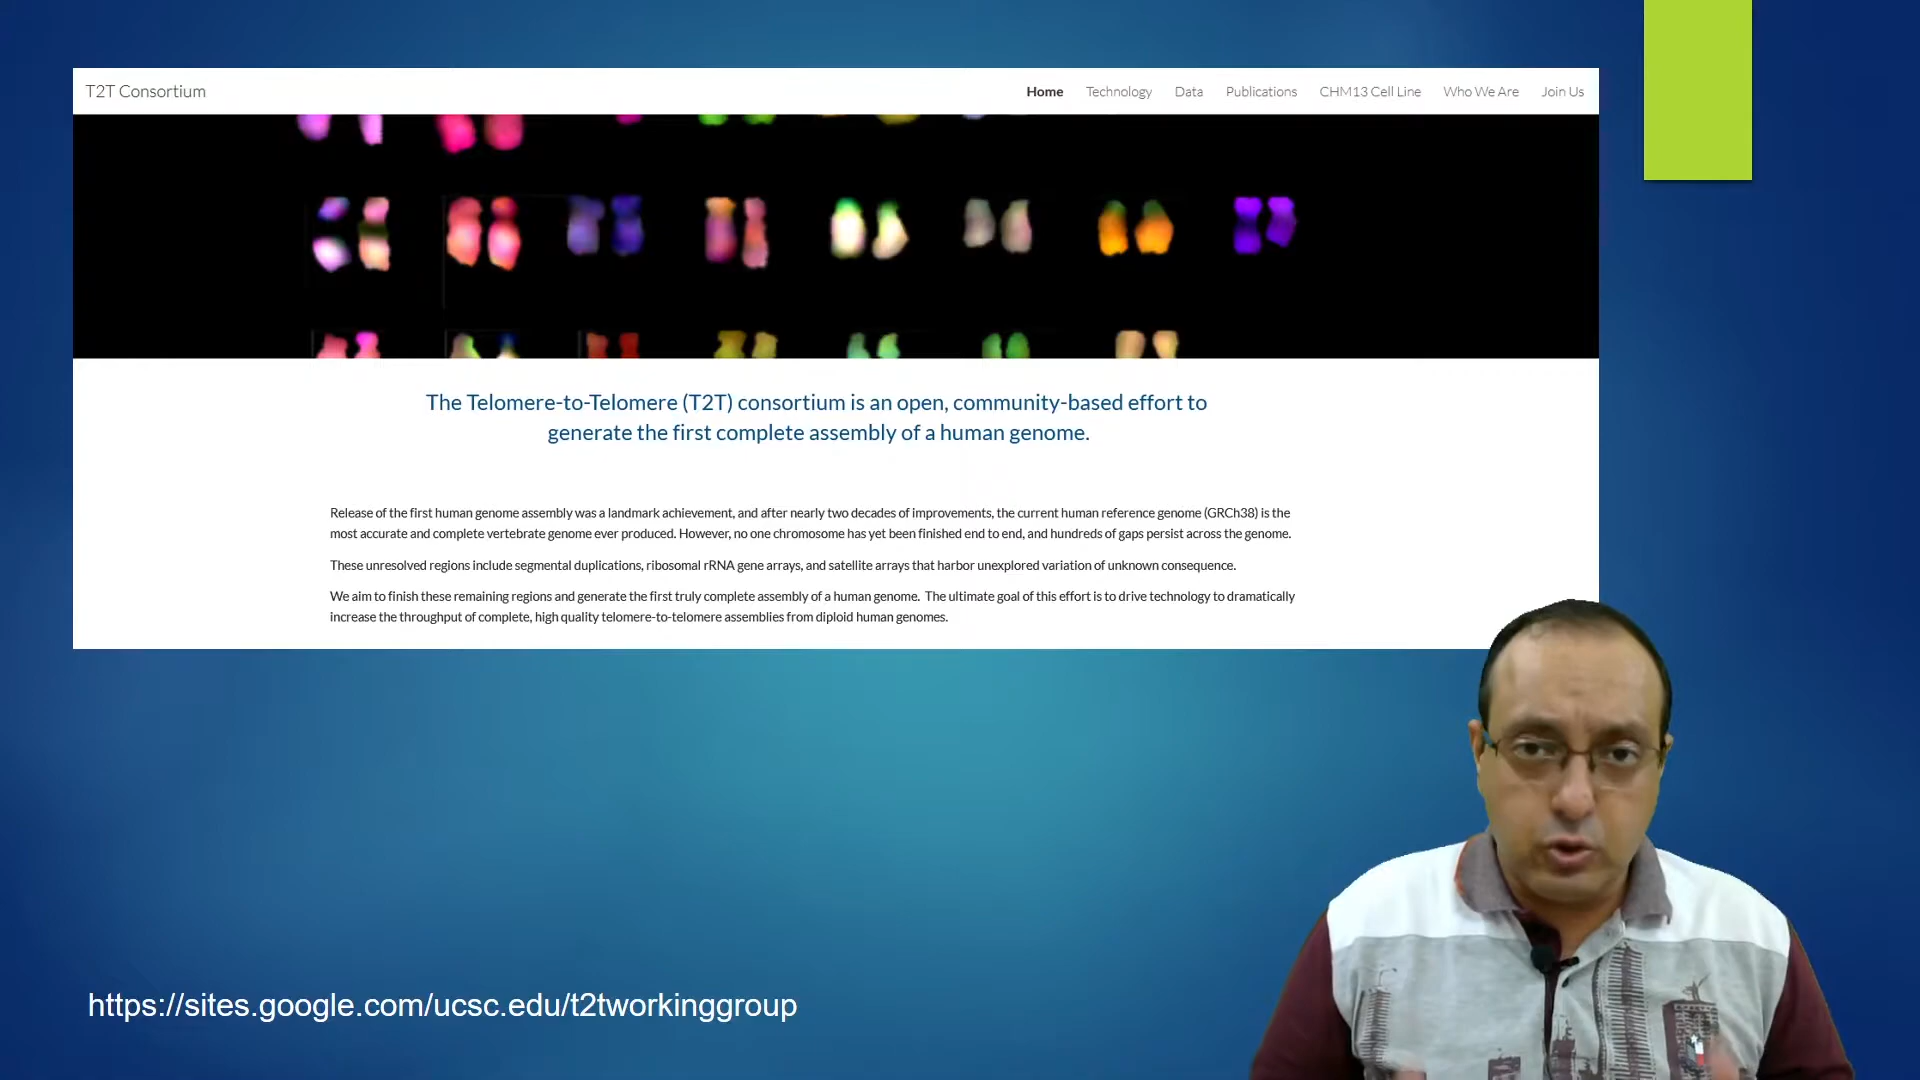 T2T Consortium
Home Technology Data Publications CHM13 Cell Line Who We Are Join Us
The Telomere-to-Telomere (T2T) consortium is an open, community-based effort to
generate the first complete assembly of a human genome.
Release of the first human genome assembly was a landmark achievement, and after nearly two decades of improvements, the current human reference genome (GRCh38) is the
most accurate and complete vertebrate genome ever produced. However, no one chromosome has yet been finished end to end, and hundreds of gaps persist across the genome.
These unresolved regions include segmental duplications, ribosomal rRNA gene arrays, and satellite arrays that harbor unexplored variation of unknown consequence.
We aim to finish these remaining regions and generate the first truly complete assembly of a human genome. The ultimate goal of this effort is to drive technology to dramatically
increase the throughput of complete, high quality telomere-to-telomere assemblies from diploid human genomes.
https://sites.google.com/ucsc.edu/t2tworkinggroup